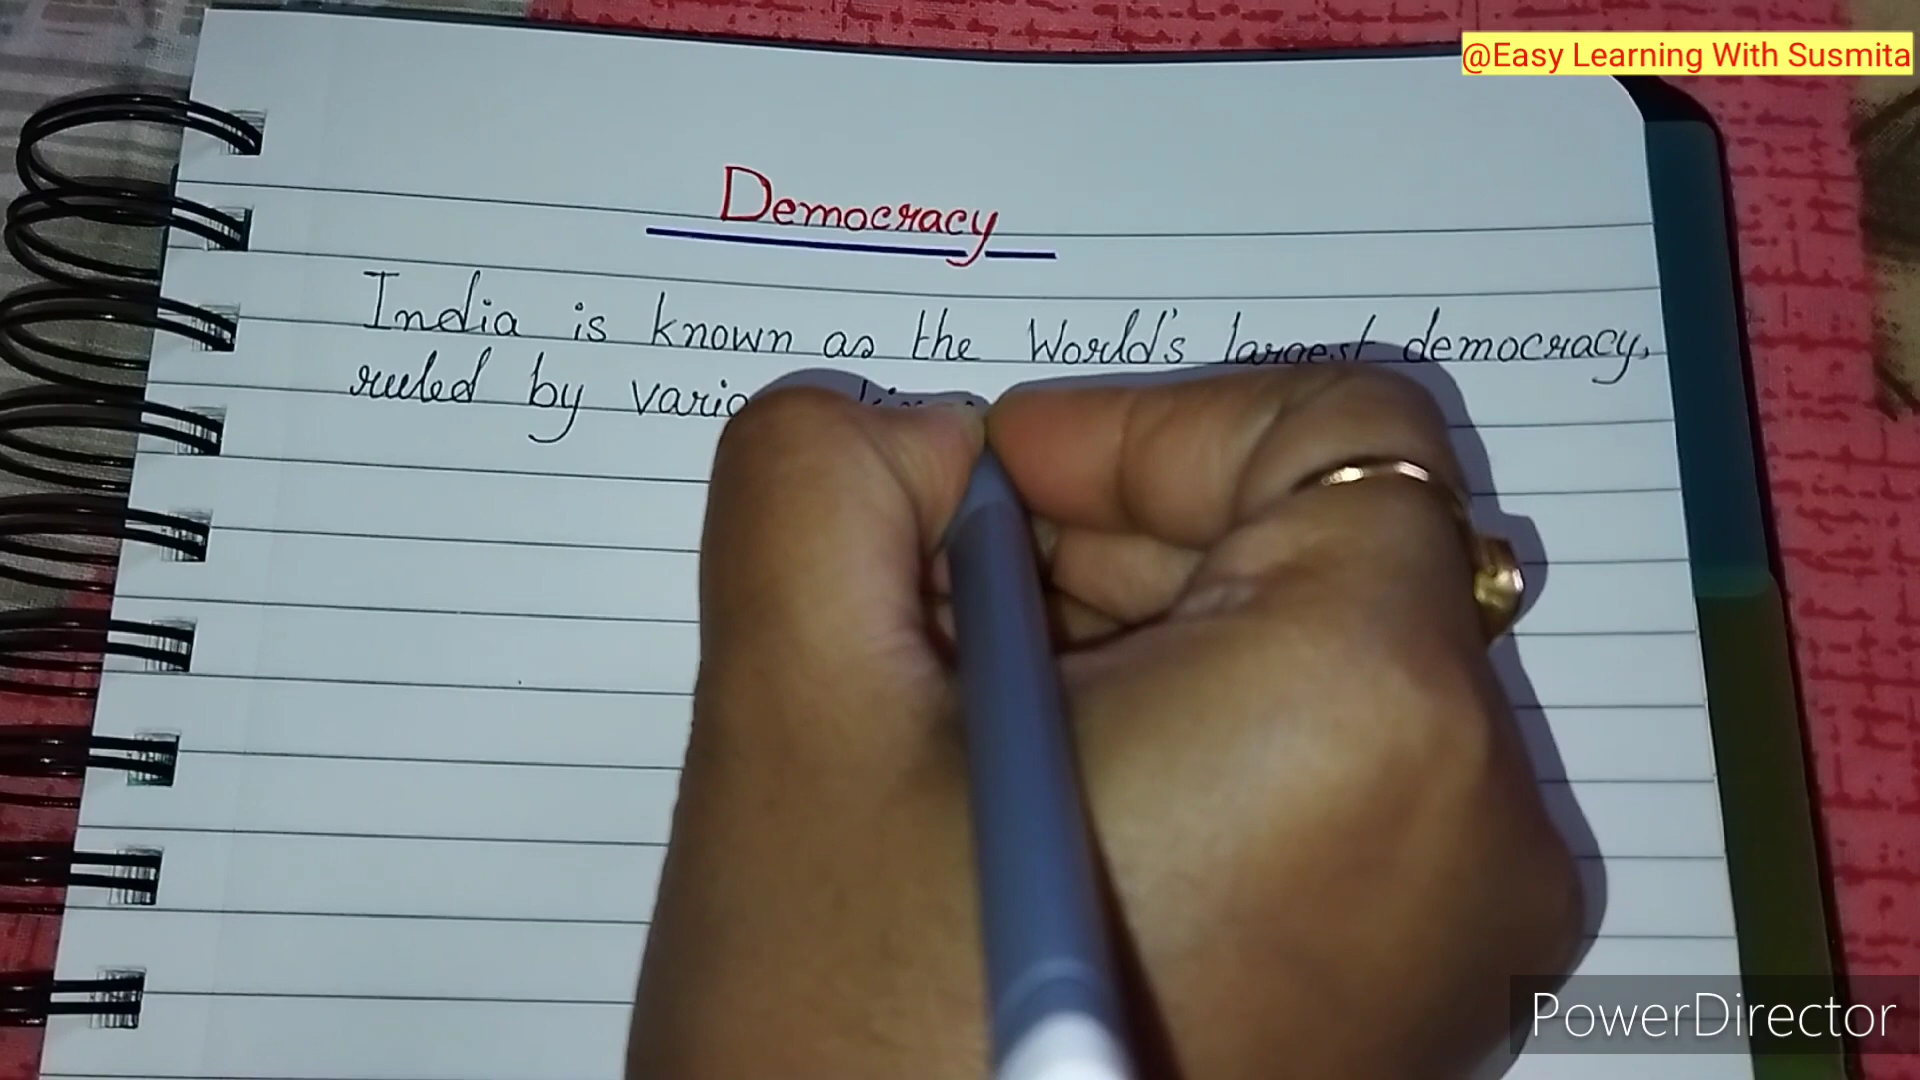 @Easy Learning With Susmita
Democracy
India is known as the World's largest democracy,
ruled by
PowerDirector